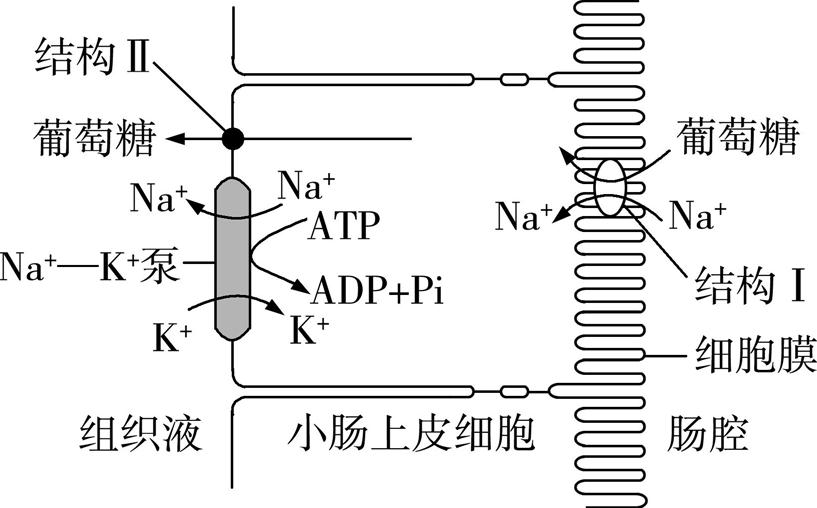 结构Ⅱ
葡萄糖
葡萄糖
Na⁺
Na⁺
ATP
Na⁺
Na⁺
Na⁺—K⁺泵
ADP+Pi
结构Ⅰ
K⁺
K⁺
细胞膜
组织液
小肠上皮细胞
肠腔